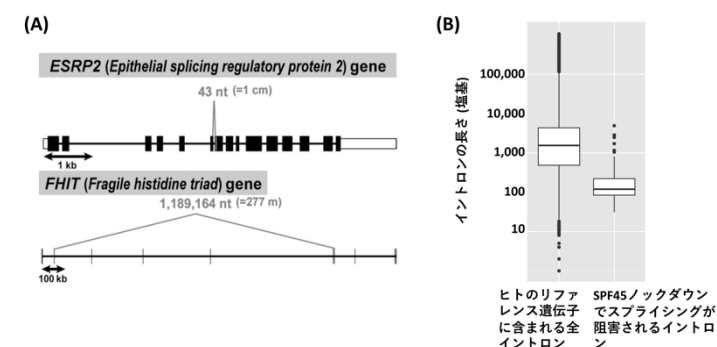 (A)
ESRP2 (Epithelial splicing regulatory protein 2) gene
43 nt (=1 cm)
1 kb
FHIT (Fragile histidine triad) gene
1,189,164 nt (=277 m)
100 kb
(B)
イントロンの長さ (塩基)
100,000
10,000
1,000
100
10
ヒトのリファ
レンス遺伝子
に含まれる全
イントロン
SPF45ノックダウン
でスプライシングが
阻害されるイントロ
ン